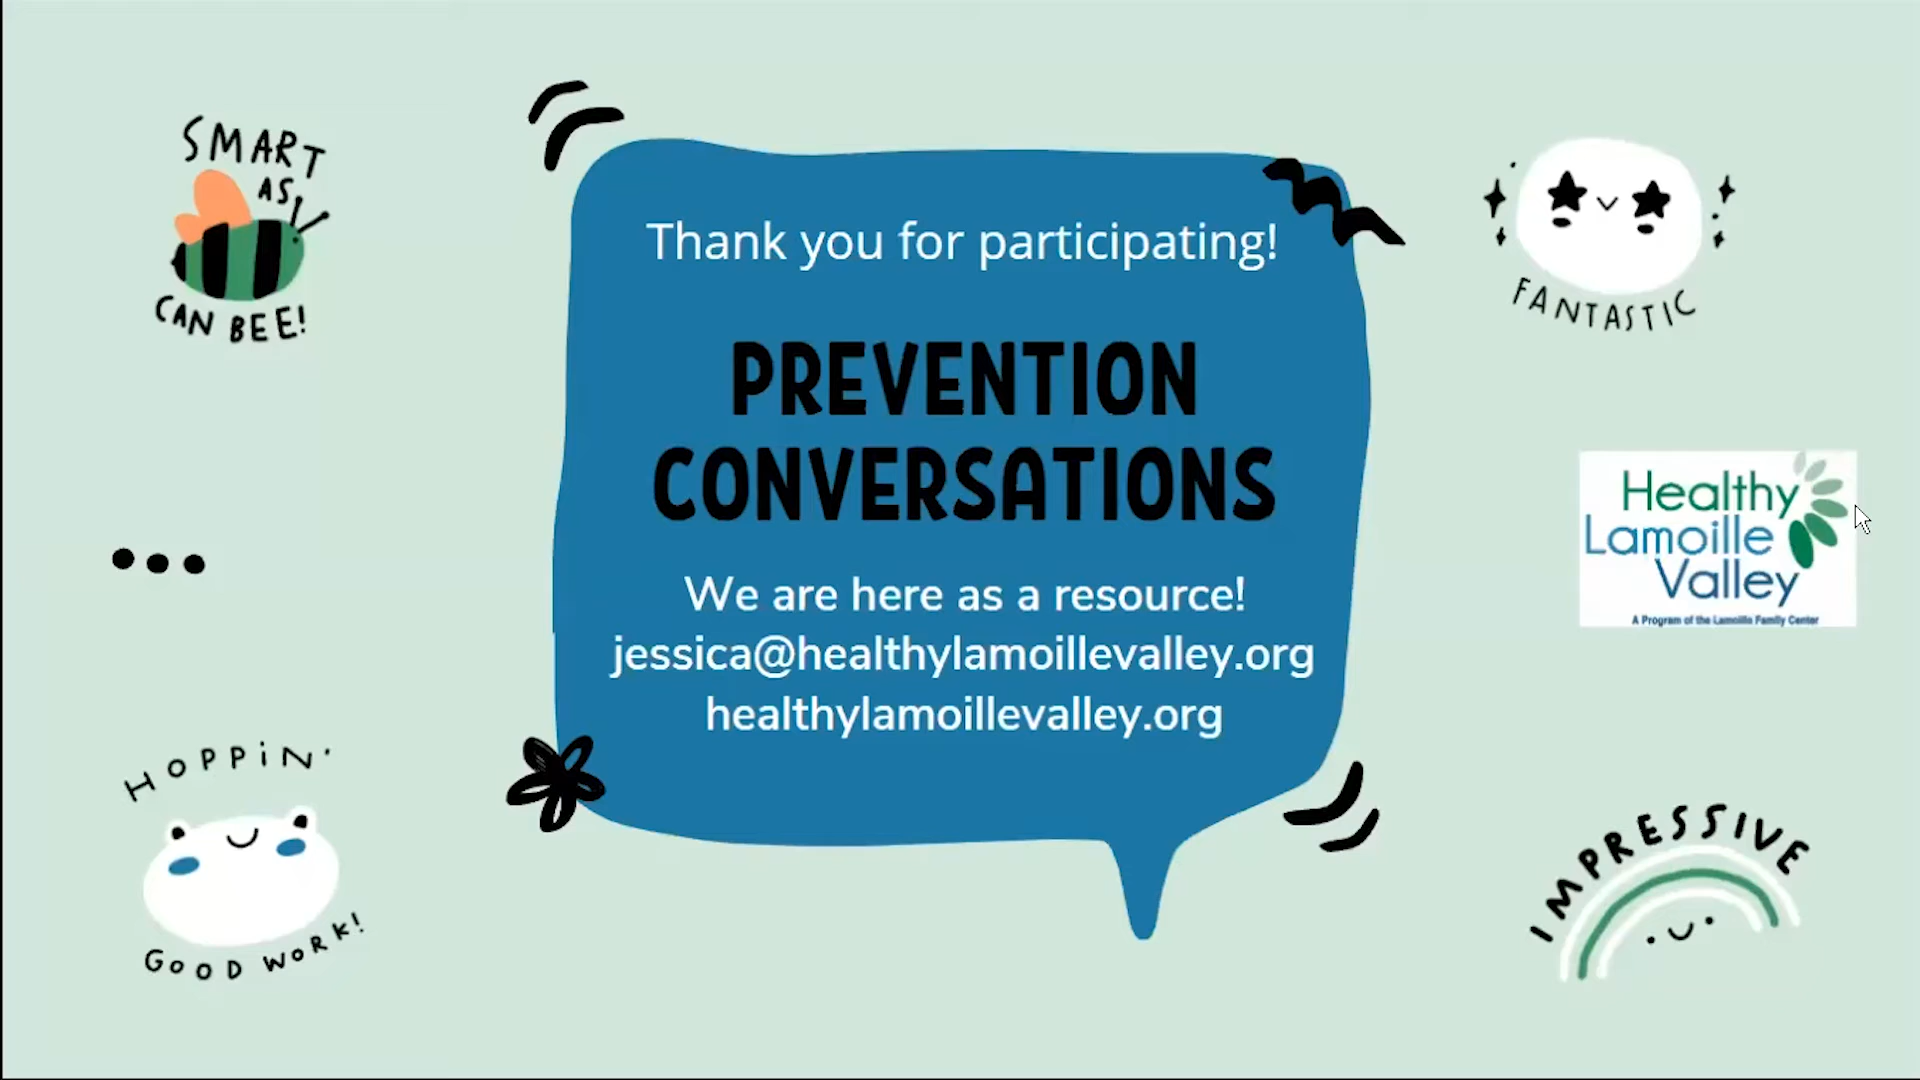 SMART
AS
CAN BEE!
Thank you for participating!
PREVENTION
CONVERSATIONS
We are here as a resource!
jessica@healthylamoillevalley.org
healthylamoillevalley.org
FANTASTIC
Healthy
Lamoille
Valley
A Program of the Lamoille Family Center
HOPPiN'
GOOD WORK!
IMPRESSIVE